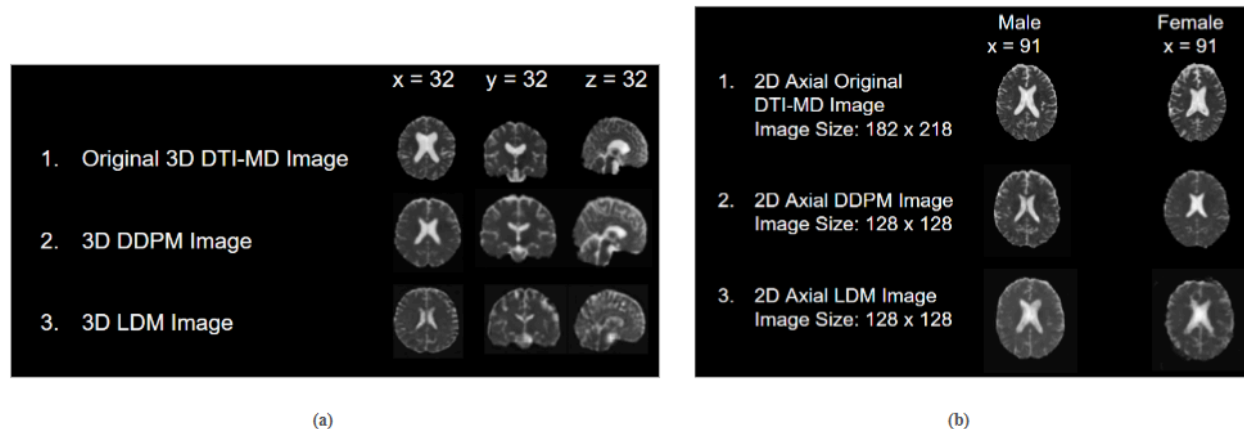 x = 32 y = 32 z = 32
1. Original 3D DTI-MD Image
2. 3D DDPM Image
3. 3D LDM Image
(a)
Male Female
x = 91 x = 91
1. 2D Axial Original
DTI-MD Image
Image Size: 182 x 218
2. 2D Axial DDPM Image
Image Size: 128 x 128
3. 2D Axial LDM Image
Image Size: 128 x 128
(b)